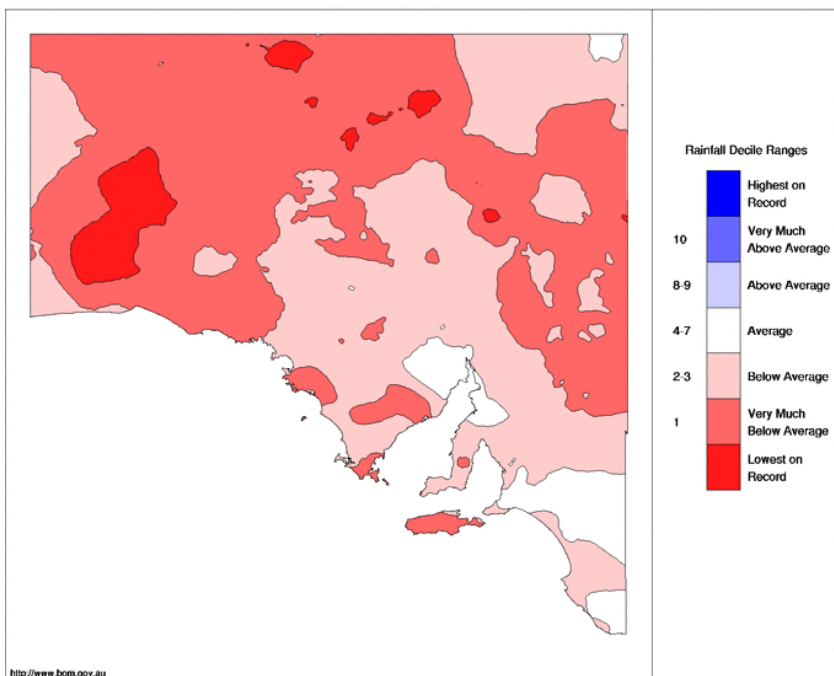 Rainfall Decile Ranges
Highest on
Record
10
Very Much
Above Average
8-9
Above Average
4-7
Average
2-3
Below Average
1
Very Much
Below Average
Lowest on
Record
http://www.bom.gov.au